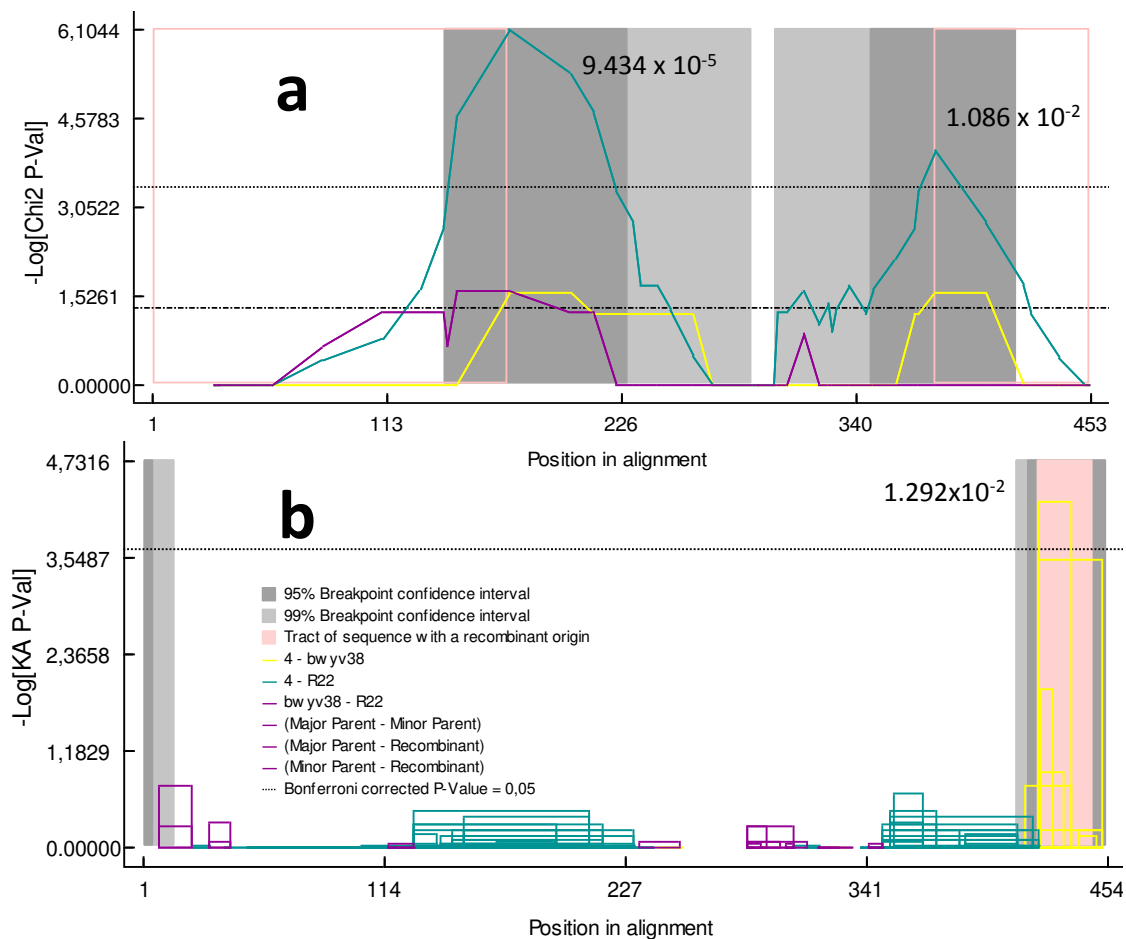 6,1044
9.434 x 10-5
a
4,5783
1.086 x 10-2
-Log[Chi2 P-Val]
3,0522
1,5261
0.00000
1 113 226 340 453
Position in alignment
4,7316
1.292x10-2
b
3,5487
95% Breakpoint confidence interval
99% Breakpoint confidence interval
Tract of sequence with a recombinant origin
4 - bwyv38
4 - R22
bwyv38 - R22
(Major Parent - Minor Parent)
(Major Parent - Recombinant)
(Minor Parent - Recombinant)
Bonferroni corrected P-Value = 0,05
-Log[KA P-Val]
2,3658
1,1829
0.00000
1 114 227 341 454
Position in alignment